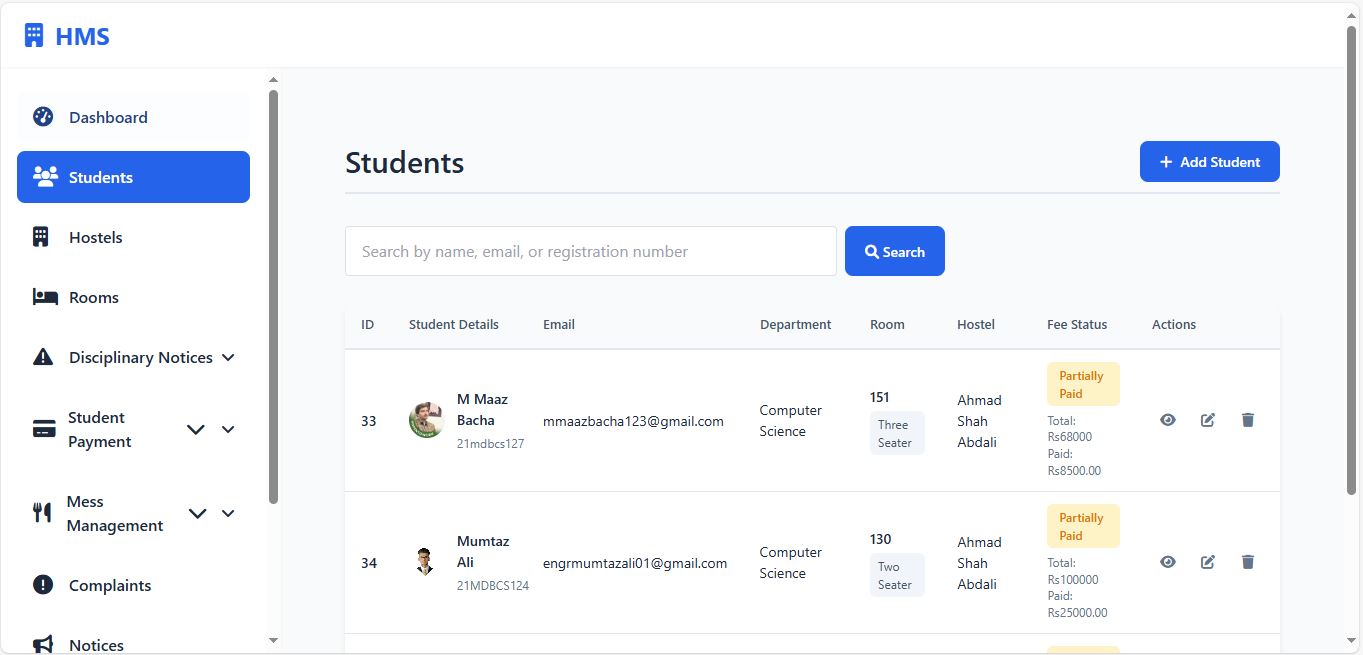 HMS
Dashboard
Students
Hostels
Rooms
Disciplinary Notices
Student
Payment
Mess
Management
Complaints
Notices
Students
+ Add Student
Search by name, email, or registration number
Search
ID Student Details Email Department Room Hostel Fee Status Actions
33
M Maaz
Bacha
21mdbcs127
mmaazbacha123@gmail.com
Computer
Science
151
Three
Seater
Ahmad
Shah
Abdali
Partially
Paid
Total:
Rs68000
Paid:
Rs8500.00
34
Mumtaz
Ali
21MDBCS124
engrmumtazali01@gmail.com
Computer
Science
130
Two
Seater
Ahmad
Shah
Abdali
Partially
Paid
Total:
Rs100000
Paid:
Rs25000.00